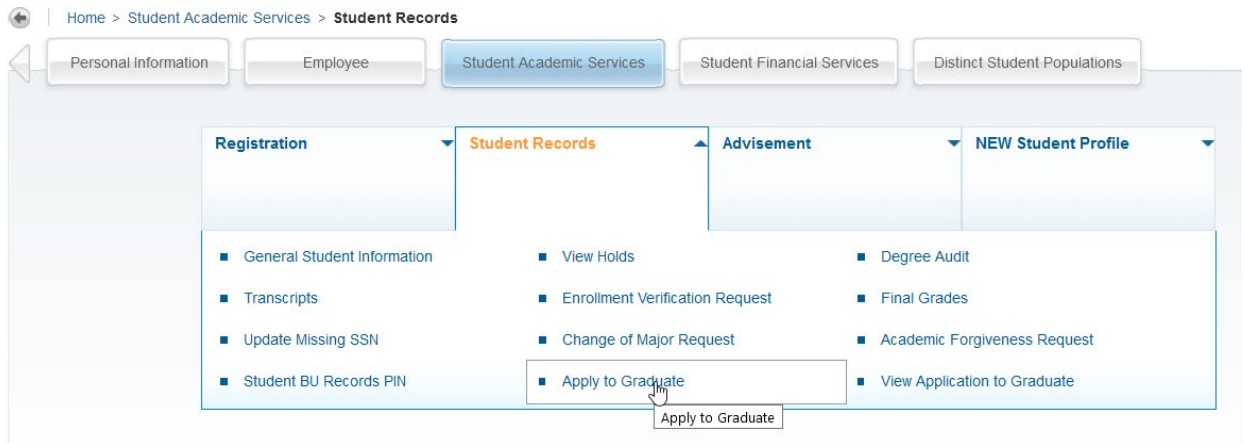 Home > Student Academic Services > Student Records
Personal Information Employee Student Academic Services Student Financial Services Distinct Student Populations
Registration Student Records Advisement NEW Student Profile
General Student Information View Holds Degree Audit
Transcripts Enrollment Verification Request Final Grades
Update Missing SSN Change of Major Request Academic Forgiveness Request
Student BU Records PIN Apply to Graduate View Application to Graduate
Apply to Graduate